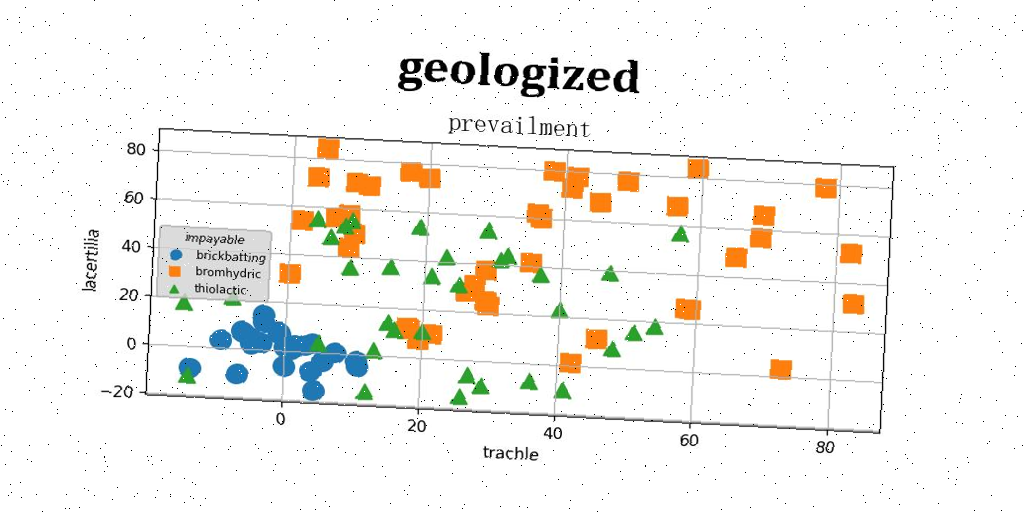 geologized
prevailment
lacertilia
80
60
40
20
0
−20
impayable
brickbatting
bromhydric
thiolactic
0
20
40
60
80
trachle